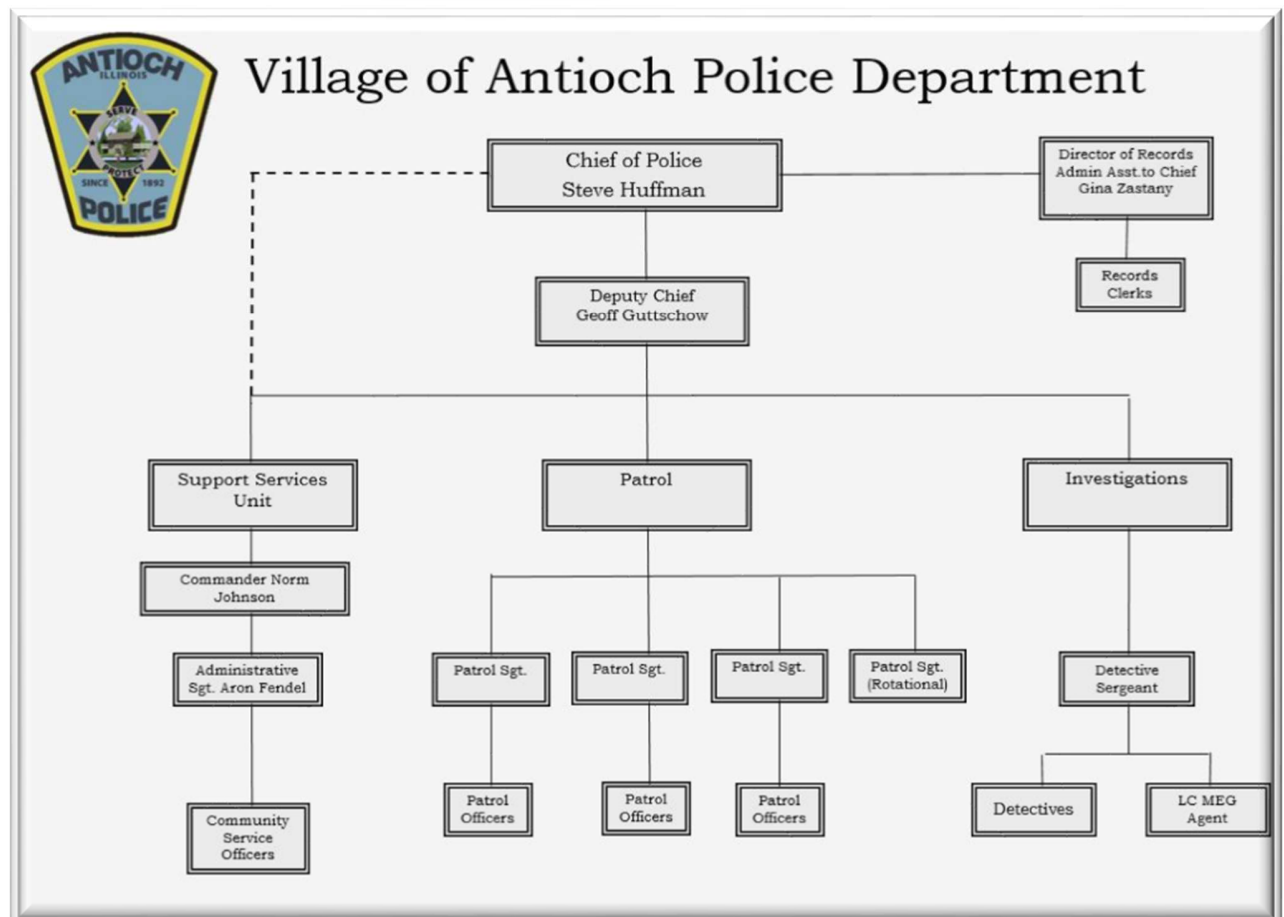 ANTIOCH
ILLINOIS
SERVE
PROTECT
SINCE 1892
POLICE
Village of Antioch Police Department
Chief of Police
Steve Huffman
Director of Records
Admin Asst.to Chief
Gina Zastany
Records
Clerks
Deputy Chief
Geoff Guttschow
Support Services
Unit
Patrol
Investigations
Commander Norm
Johnson
Administrative
Sgt. Aron Fendel
Patrol Sgt.
Patrol Sgt.
Patrol Sgt.
Patrol Sgt.
(Rotational)
Detective
Sergeant
Community
Service
Officers
Patrol
Officers
Patrol
Officers
Patrol
Officers
Detectives
LC MEG
Agent